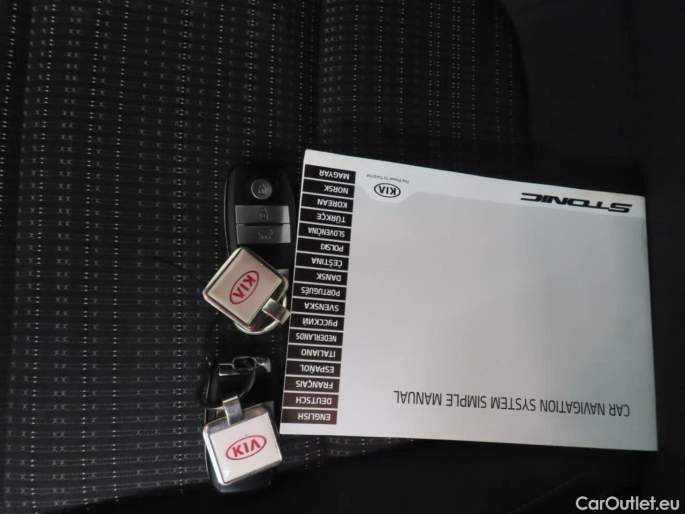 CAR NAVIGATION SYSTEM SIMPLE MANUAL
ENGLISH
DEUTSCH
FRANÇAIS
ESPAÑOL
ITALIANO
NEDERLANDS
РУССКИЙ
SVENSKA
PORTUGUÊS
DANSK
ČEŠTINA
POLSKI
SLOVENČINA
TÜRKÇE
KOREAN
NORSK
MAGYAR
STONIC
KIA
The Power to Surprise
KIA
KIA
CarOutlet.eu